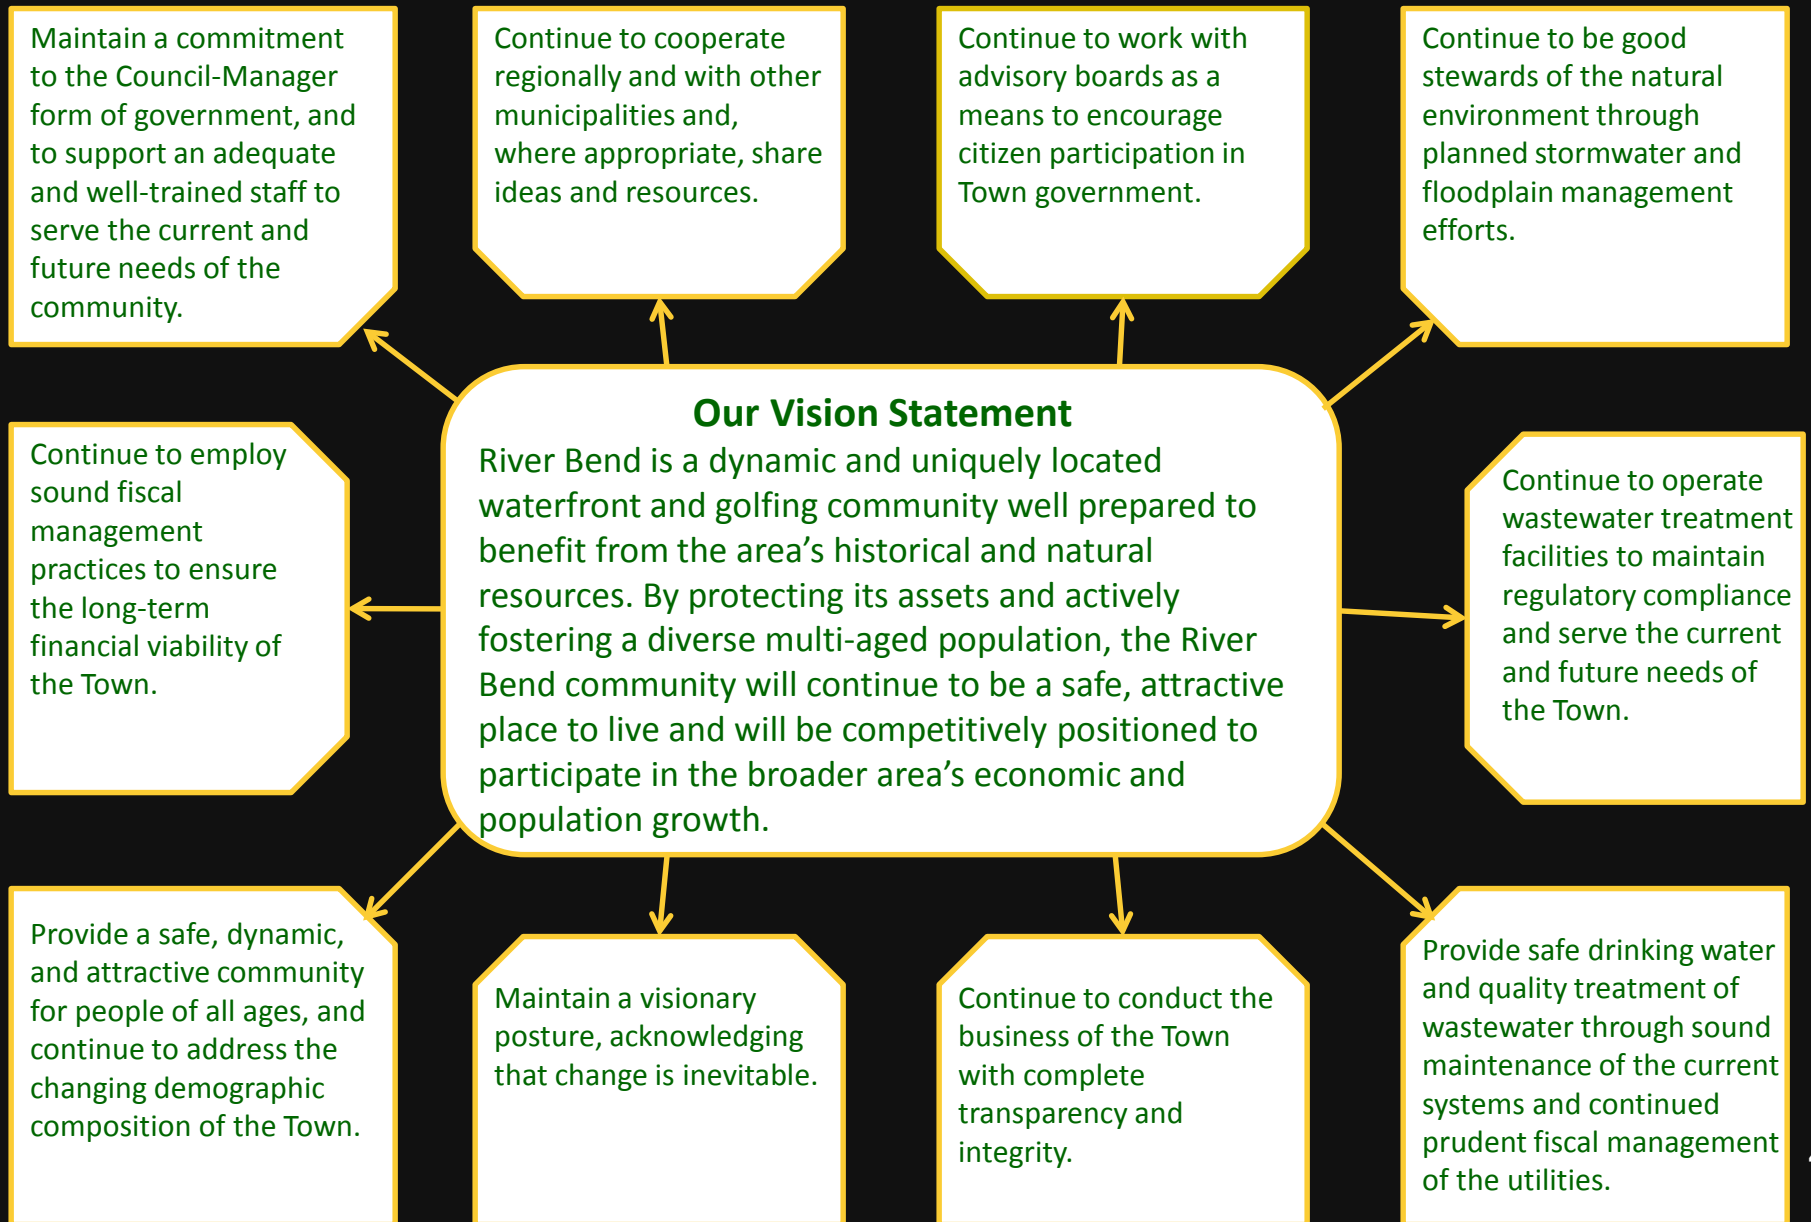 Maintain a commitment
to the Council-Manager
form of government, and
to support an adequate
and well-trained staff to
serve the current and
future needs of the
community.
Continue to cooperate
regionally and with other
municipalities and,
where appropriate, share
ideas and resources.
Continue to work with
advisory boards as a
means to encourage
citizen participation in
Town government.
Continue to be good
stewards of the natural
environment through
planned stormwater and
floodplain management
efforts.
Continue to employ
sound fiscal
management
practices to ensure
the long-term
financial viability of
the Town.
Our Vision Statement
River Bend is a dynamic and uniquely located
waterfront and golfing community well prepared to
benefit from the area’s historical and natural
resources. By protecting its assets and actively
fostering a diverse multi-aged population, the River
Bend community will continue to be a safe, attractive
place to live and will be competitively positioned to
participate in the broader area’s economic and
population growth.
Continue to operate
wastewater treatment
facilities to maintain
regulatory compliance
and serve the current
and future needs of
the Town.
Provide a safe, dynamic,
and attractive community
for people of all ages, and
continue to address the
changing demographic
composition of the Town.
Maintain a visionary
posture, acknowledging
that change is inevitable.
Continue to conduct the
business of the Town
with complete
transparency and
integrity.
Provide safe drinking water
and quality treatment of
wastewater through sound
maintenance of the current
systems and continued
prudent fiscal management
of the utilities.